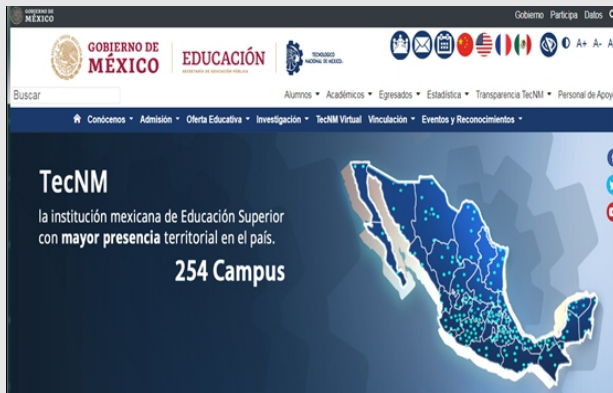 GOBIERNO DE
MÉXICO
Gobierno Participa Datos
GOBIERNO DE
MÉXICO
EDUCACIÓN
SECRETARÍA DE EDUCACIÓN PÚBLICA
TECNOLÓGICO
NACIONAL DE MÉXICO
A+ A-
Buscar
Alumnos Académicos Egresados Estadística Transparencia TecNM Personal de Apoyo
Conócenos Admisión Oferta Educativa Investigación TecNM Virtual Vinculación Eventos y Reconocimientos
TecNM
la institución mexicana de Educación Superior
con mayor presencia territorial en el país.
254 Campus